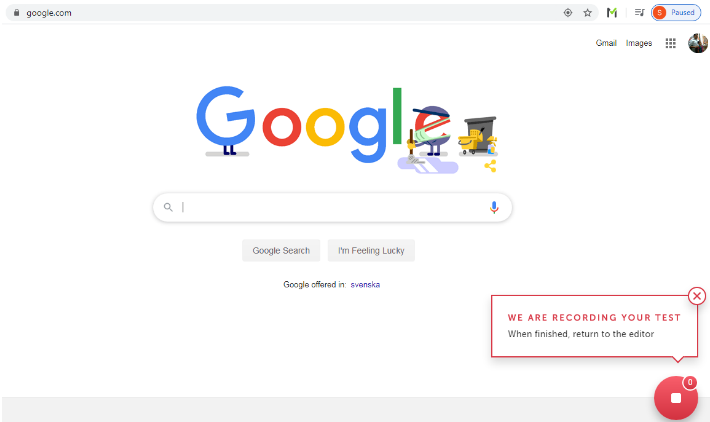 google.com
S Paused
Gmail Images
Google
Google Search I'm Feeling Lucky
Google offered in: svenska
WE ARE RECORDING YOUR TEST
When finished, return to the editor
0